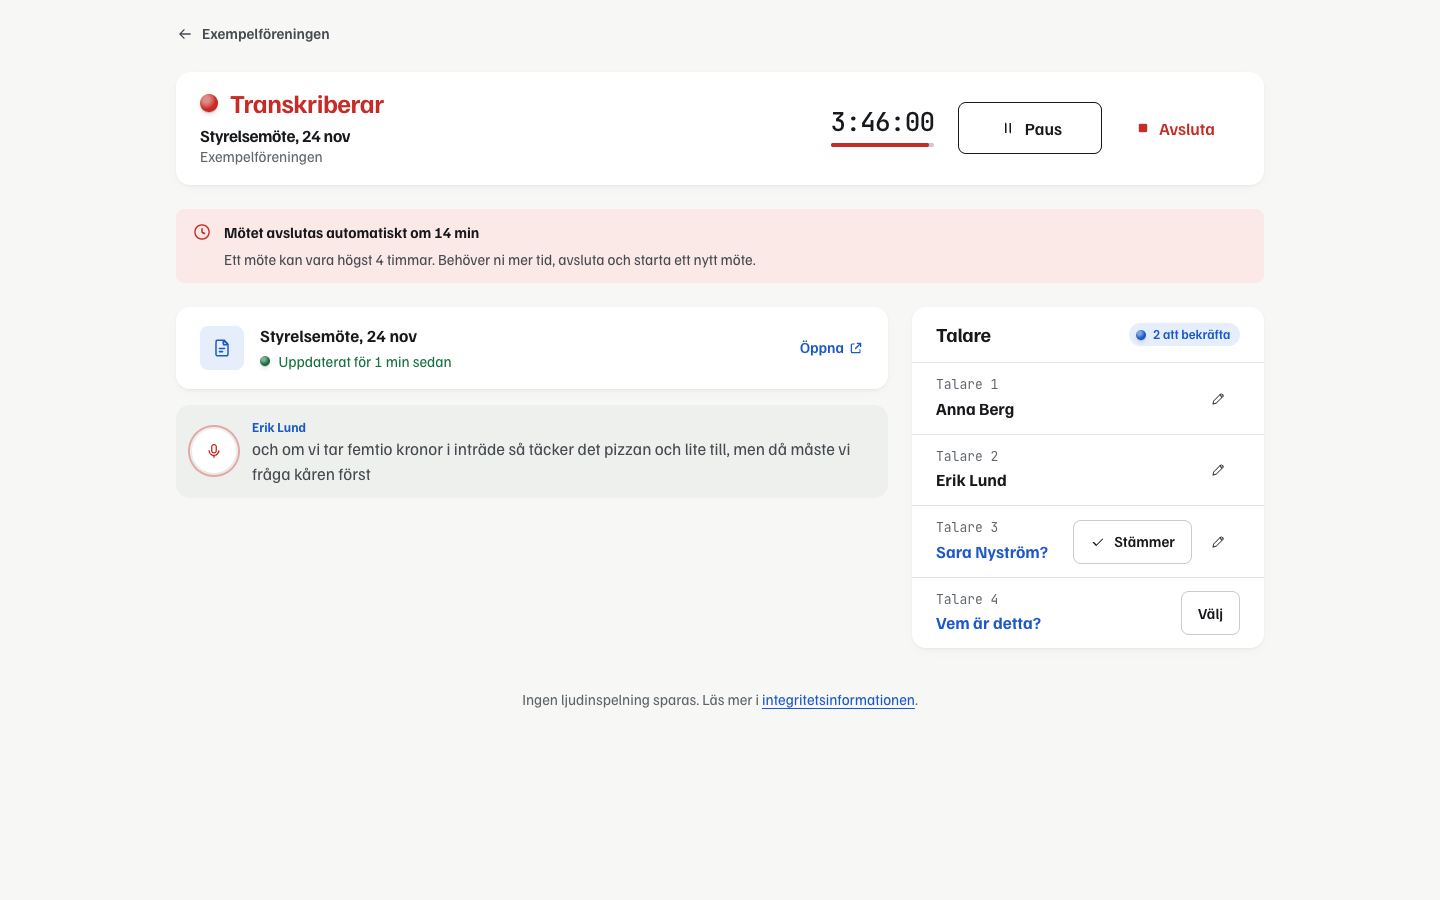 Exempelföreningen
Transkriberar
Styrelsemöte, 24 nov
Exempelföreningen
3:46:00
Paus
Avsluta
Mötet avslutas automatiskt om 14 min
Ett möte kan vara högst 4 timmar. Behöver ni mer tid, avsluta och starta ett nytt möte.
Styrelsemöte, 24 nov
Uppdaterat för 1 min sedan
Öppna
Erik Lund
och om vi tar femtio kronor i inträde så täcker det pizzan och lite till, men då måste vi
fråga kåren först
Talare
2 att bekräfta
Talare 1
Anna Berg
Talare 2
Erik Lund
Talare 3
Sara Nyström?
Stämmer
Talare 4
Vem är detta?
Välj
Ingen ljudinspelning sparas. Läs mer i integritetsinformationen.